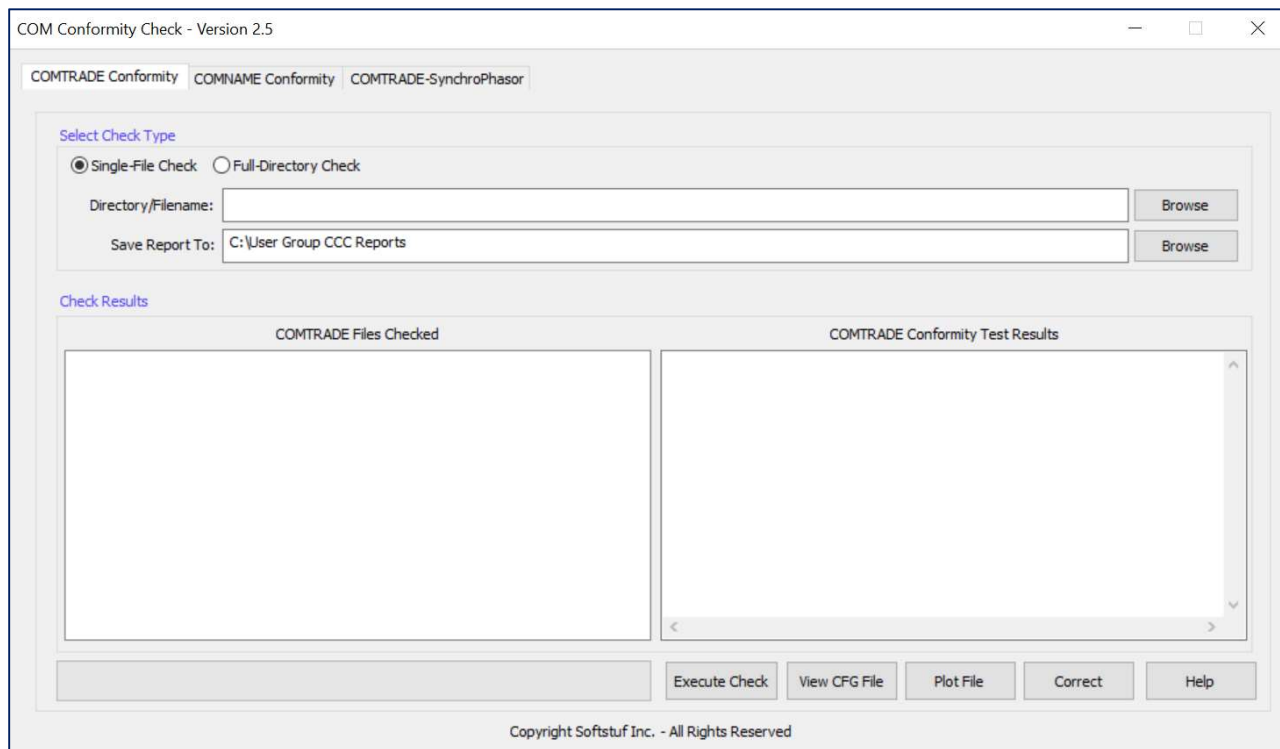 COM Conformity Check - Version 2.5
COMTRADE Conformity COMNAME Conformity COMTRADE-SynchroPhasor
Select Check Type
Single-File Check Full-Directory Check
Directory/Filename: Browse
Save Report To: C:\User Group CCC Reports Browse
Check Results
COMTRADE Files Checked COMTRADE Conformity Test Results
Execute Check View CFG File Plot File Correct Help
Copyright Softstuf Inc. - All Rights Reserved